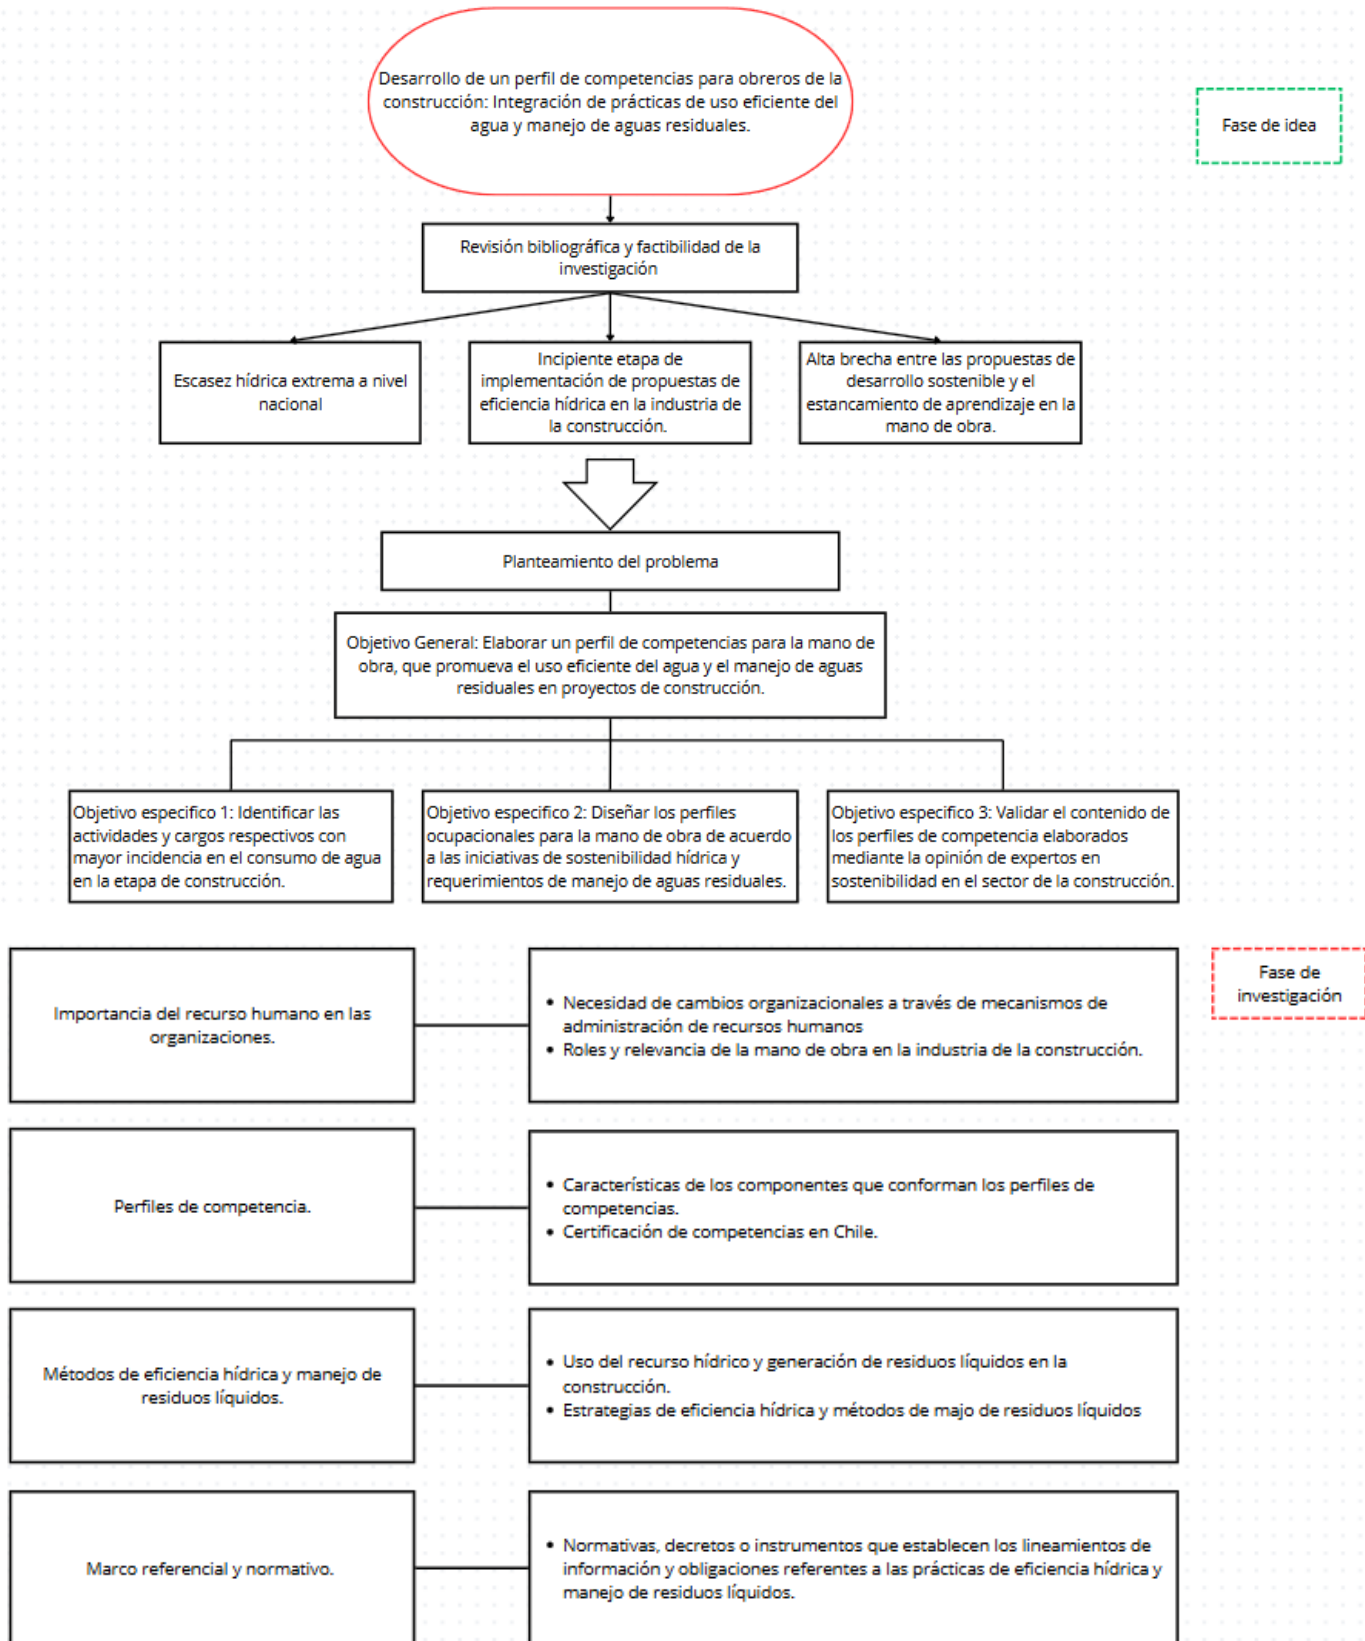 Desarrollo de un perfil de competencias para obreros de la
construcción: Integración de prácticas de uso eficiente del
agua y manejo de aguas residuales.
Fase de idea
Revisión bibliográfica y factibilidad de la
investigación
Escasez hídrica extrema a nivel
nacional
Incipiente etapa de
implementación de propuestas de
eficiencia hídrica en la industria de
la construcción.
Alta brecha entre las propuestas de
desarrollo sostenible y el
estancamiento de aprendizaje en la
mano de obra.
Planteamiento del problema
Objetivo General: Elaborar un perfil de competencias para la mano de
obra, que promueva el uso eficiente del agua y el manejo de aguas
residuales en proyectos de construcción.
Objetivo especifico 1: Identificar las
actividades y cargos respectivos con
mayor incidencia en el consumo de agua
en la etapa de construcción.
Objetivo especifico 2: Diseñar los perfiles
ocupacionales para la mano de obra de acuerdo
a las iniciativas de sostenibilidad hídrica y
requerimientos de manejo de aguas residuales.
Objetivo especifico 3: Validar el contenido de
los perfiles de competencia elaborados
mediante la opinión de expertos en
sostenibilidad en el sector de la construcción.
Fase de
investigación
Importancia del recurso humano en las
organizaciones.
• Necesidad de cambios organizacionales a través de mecanismos de
administración de recursos humanos
• Roles y relevancia de la mano de obra en la industria de la construcción.
Perfiles de competencia.
• Características de los componentes que conforman los perfiles de
competencias.
• Certificación de competencias en Chile.
Métodos de eficiencia hídrica y manejo de
residuos líquidos.
• Uso del recurso hídrico y generación de residuos líquidos en la
construcción.
• Estrategias de eficiencia hídrica y métodos de majo de residuos líquidos
Marco referencial y normativo.
• Normativas, decretos o instrumentos que establecen los lineamientos de
información y obligaciones referentes a las prácticas de eficiencia hídrica y
manejo de residuos líquidos.